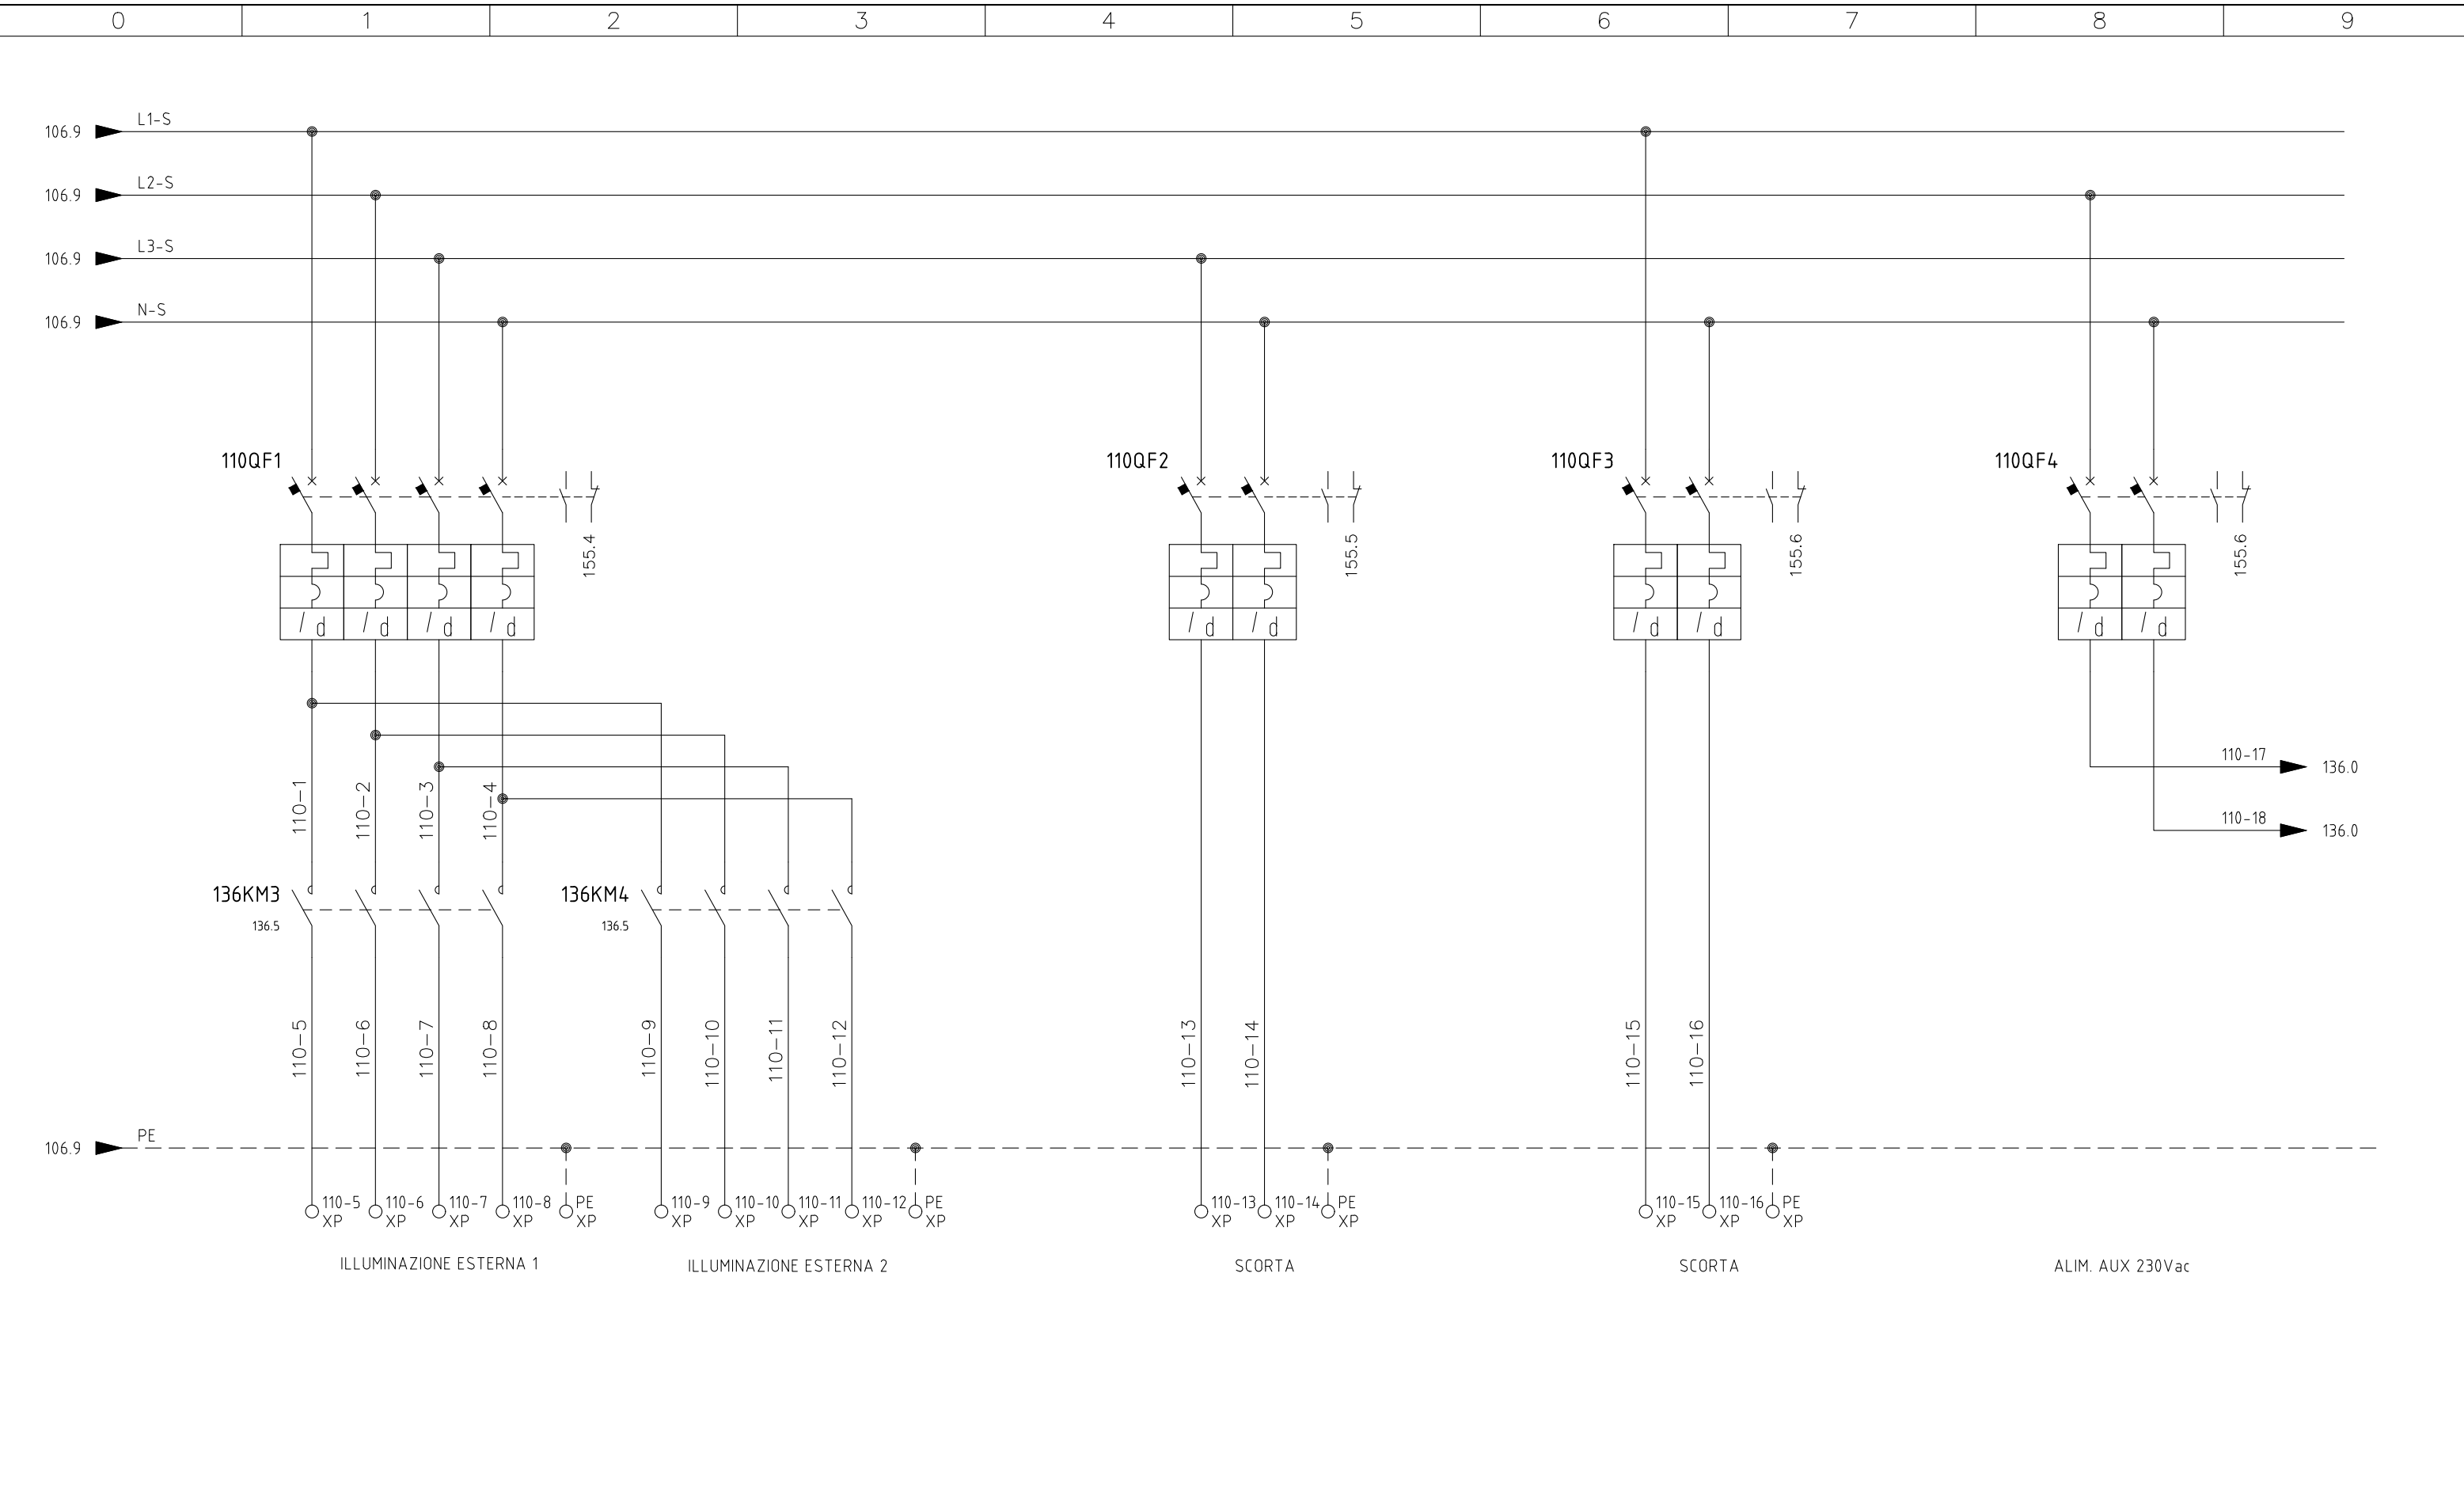 0 1 2 3 4 5 6 7 8 9
106.9 L1-S
106.9 L2-S
106.9 L3-S
106.9 N-S
110QF1 110QF2 110QF3 110QF4
155.4 155.5 155.6 155.6
/ d / d / d / d / d / d / d / d / d / d
110-17 136.0
110-1 110-2 110-3 110-4
110-18 136.0
136KM3 136KM4
136.5 136.5
110-5 110-6 110-7 110-8 110-9 110-10 110-11 110-12 110-13 110-14 110-15 110-16
106.9 PE
110-5 110-6 110-7 110-8 PE 110-9 110-10 110-11 110-12 PE 110-13 110-14 PE 110-15 110-16 PE
XP XP XP XP XP XP XP XP XP XP XP XP XP XP XP XP
ILLUMINAZIONE ESTERNA 1 ILLUMINAZIONE ESTERNA 2 SCORTA SCORTA ALIM. AUX 230Vac